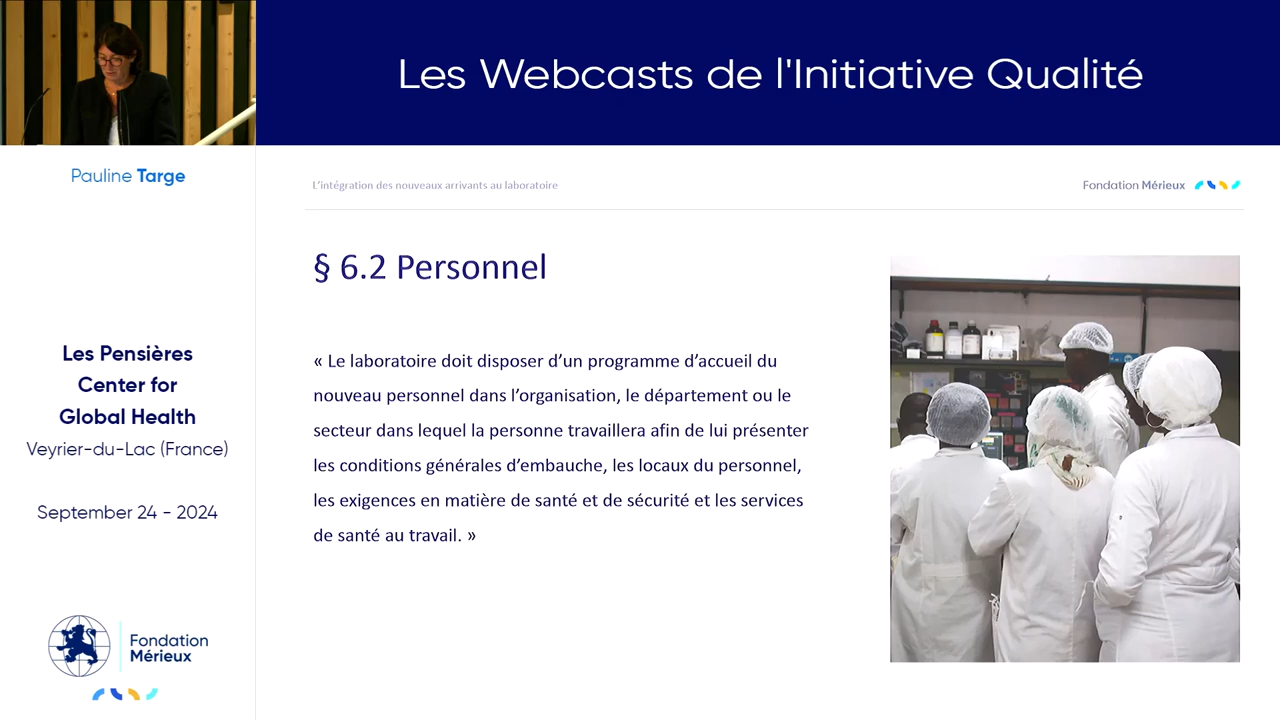 Les Webcasts de l'Initiative Qualité
Pauline Targe
Les Pensières
Center for
Global Health
Veyrier-du-Lac (France)
September 24 - 2024
Fondation
Mérieux
L'intégration des nouveaux arrivants au laboratoire
Fondation Mérieux
§ 6.2 Personnel
« Le laboratoire doit disposer d'un programme d'accueil du
nouveau personnel dans l'organisation, le département ou le
secteur dans lequel la personne travaillera afin de lui présenter
les conditions générales d'embauche, les locaux du personnel,
les exigences en matière de santé et de sécurité et les services
de santé au travail. »